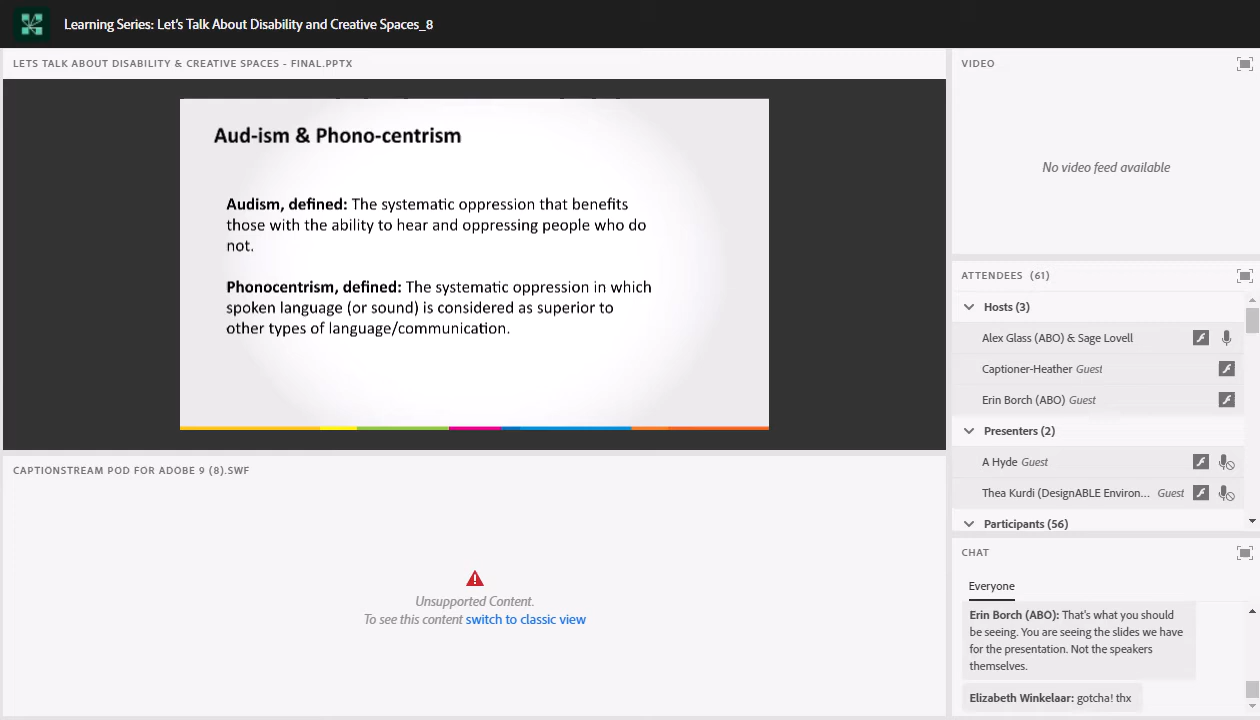 Learning Series: Let's Talk About Disability and Creative Spaces_8
LETS TALK ABOUT DISABILITY & CREATIVE SPACES - FINAL.PPTX
Aud-ism & Phono-centrism
Audism, defined: The systematic oppression that benefits
those with the ability to hear and oppressing people who do
not.
Phonocentrism, defined: The systematic oppression in which
spoken language (or sound) is considered as superior to
other types of language/communication.
CAPTIONSTREAM POD FOR ADOBE 9 (8).SWF
Unsupported Content.
To see this content switch to classic view
VIDEO
No video feed available
ATTENDEES (61)
Hosts (3)
Alex Glass (ABO) & Sage Lovell
Captioner-Heather Guest
Erin Borch (ABO) Guest
Presenters (2)
A Hyde Guest
Thea Kurdi (DesignABLE Environ... Guest
Participants (56)
CHAT
Everyone
Erin Borch (ABO): That's what you should
be seeing. You are seeing the slides we have
for the presentation. Not the speakers
themselves.
Elizabeth Winkelaar: gotcha! thx